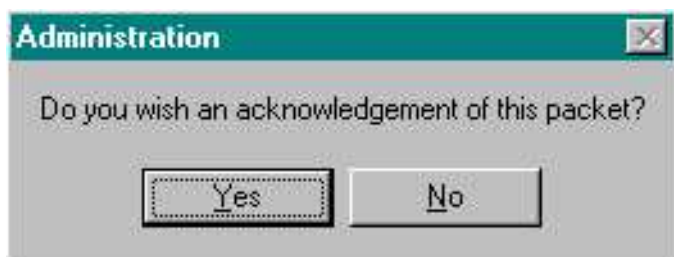 Administration
Do you wish an acknowledgement of this packet?
Yes No